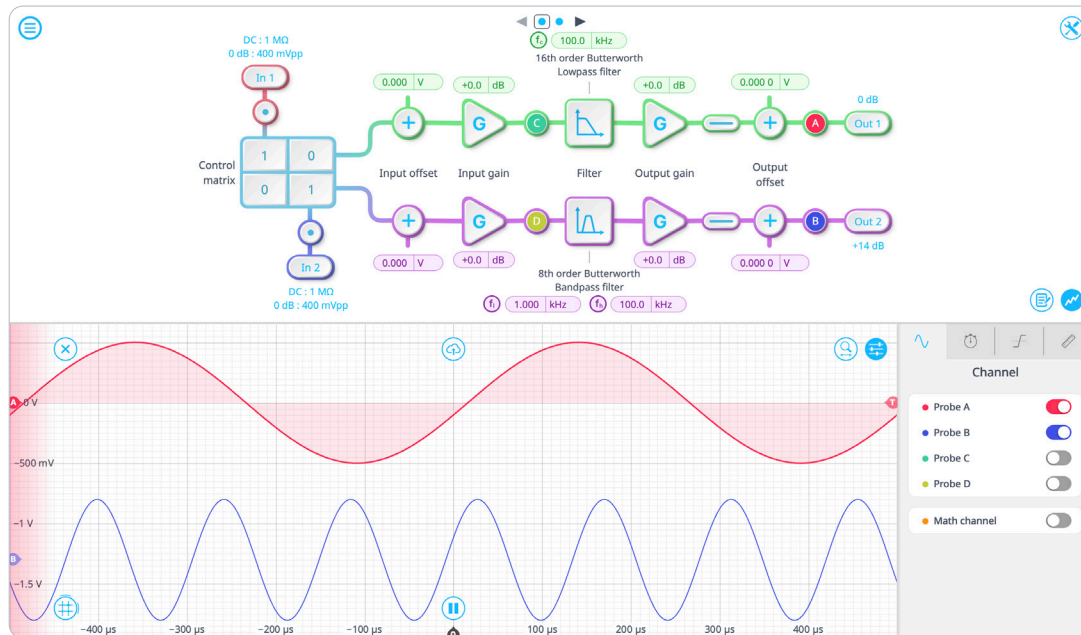 DC : 1 MΩ
0 dB : 400 mVpp
In 1
fc 100.0 kHz
16th order Butterworth
Lowpass filter
0.000 V
+0.0 dB
+0.0 dB
0.000 0 V
0 dB
G
C
G
A
Out 1
Control
matrix
1 0
0 1
Input offset
Input gain
Filter
Output gain
Output
offset
G
D
G
B
Out 2
0.000 V
+0.0 dB
+0.0 dB
0.000 0 V
+14 dB
In 2
DC : 1 MΩ
0 dB : 400 mVpp
8th order Butterworth
Bandpass filter
fl 1.000 kHz
fh 100.0 kHz
A
0 V
T
−500 mV
−1 V
B
−1.5 V
−400 µs
−300 µs
−200 µs
−100 µs
100 µs
200 µs
300 µs
400 µs
Channel
Probe A
Probe B
Probe C
Probe D
Math channel